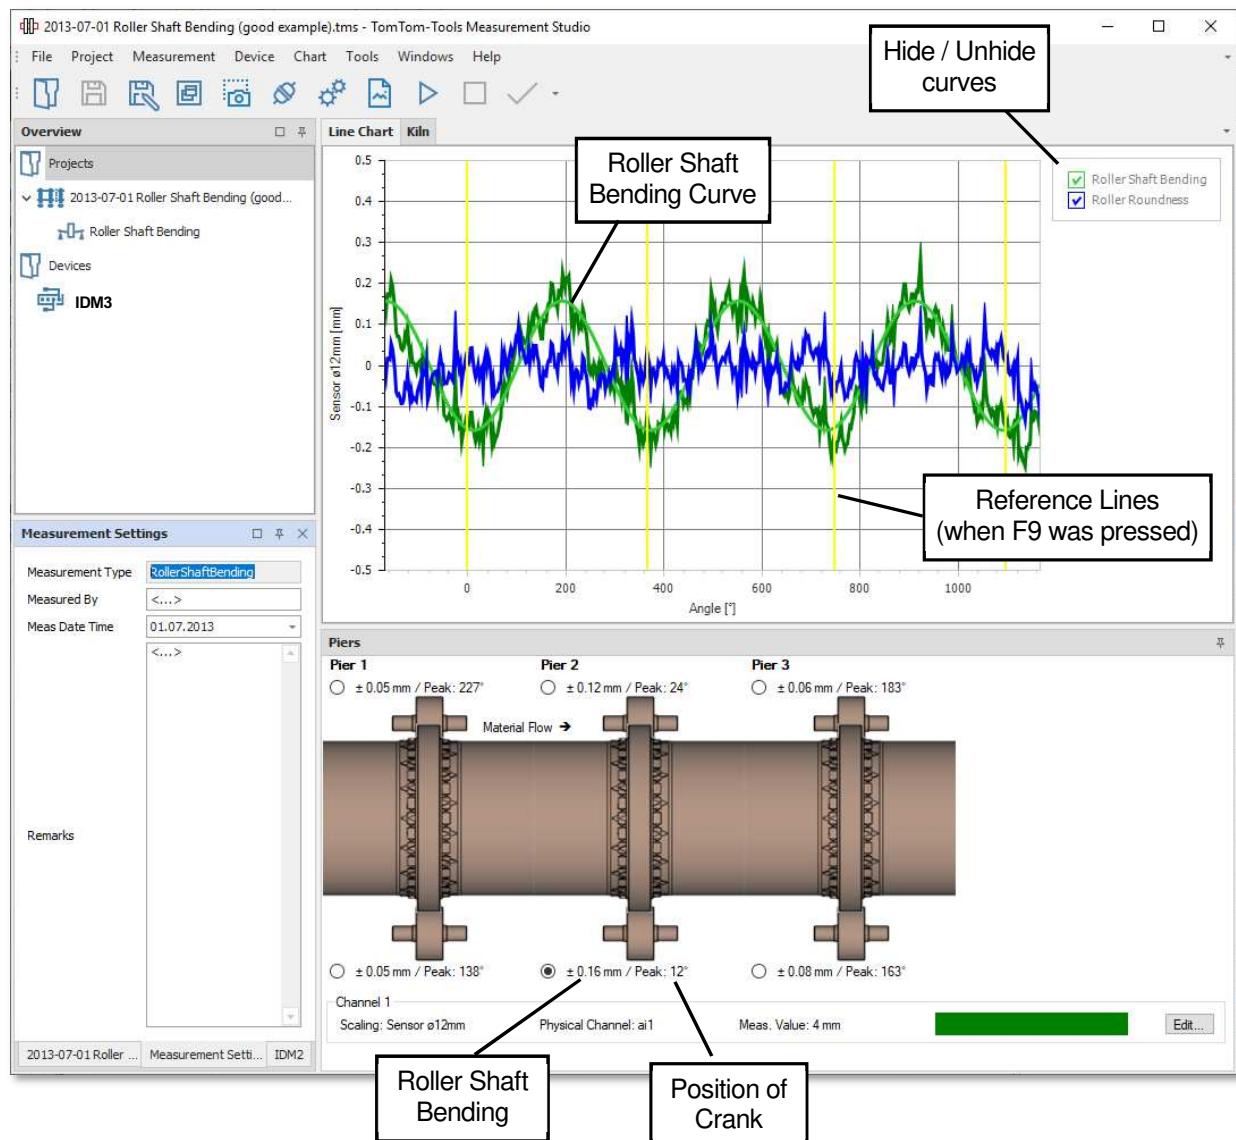 2013-07-01 Roller Shaft Bending (good example).tms - TomTom-Tools Measurement Studio
File Project Measurement Device Chart Tools Windows Help
Hide / Unhide
curves
Overview
Projects
2013-07-01 Roller Shaft Bending (good...
Roller Shaft Bending
Devices
IDM3
Line Chart Kiln
Roller Shaft
Bending Curve
Roller Shaft Bending
Roller Roundness
0.5
0.4
0.3
0.2
0.1
0
-0.1
-0.2
-0.3
-0.4
-0.5
Sensor ø12mm [mm]
0 200 400 600 800 1000
Angle [°]
Reference Lines
(when F9 was pressed)
Measurement Settings
Measurement Type RollerShaftBending
Measured By <...>
Meas Date Time 01.07.2013
<...>
Remarks
2013-07-01 Roller ... Measurement Setti... IDM2
Piers
Pier 1 Pier 2 Pier 3
± 0.05 mm / Peak: 227° ± 0.12 mm / Peak: 24° ± 0.06 mm / Peak: 183°
Material Flow ➔
± 0.05 mm / Peak: 138° ± 0.16 mm / Peak: 12° ± 0.08 mm / Peak: 163°
Channel 1
Scaling: Sensor ø12mm Physical Channel: ai1 Meas. Value: 4 mm Edit...
Roller Shaft
Bending
Position of
Crank